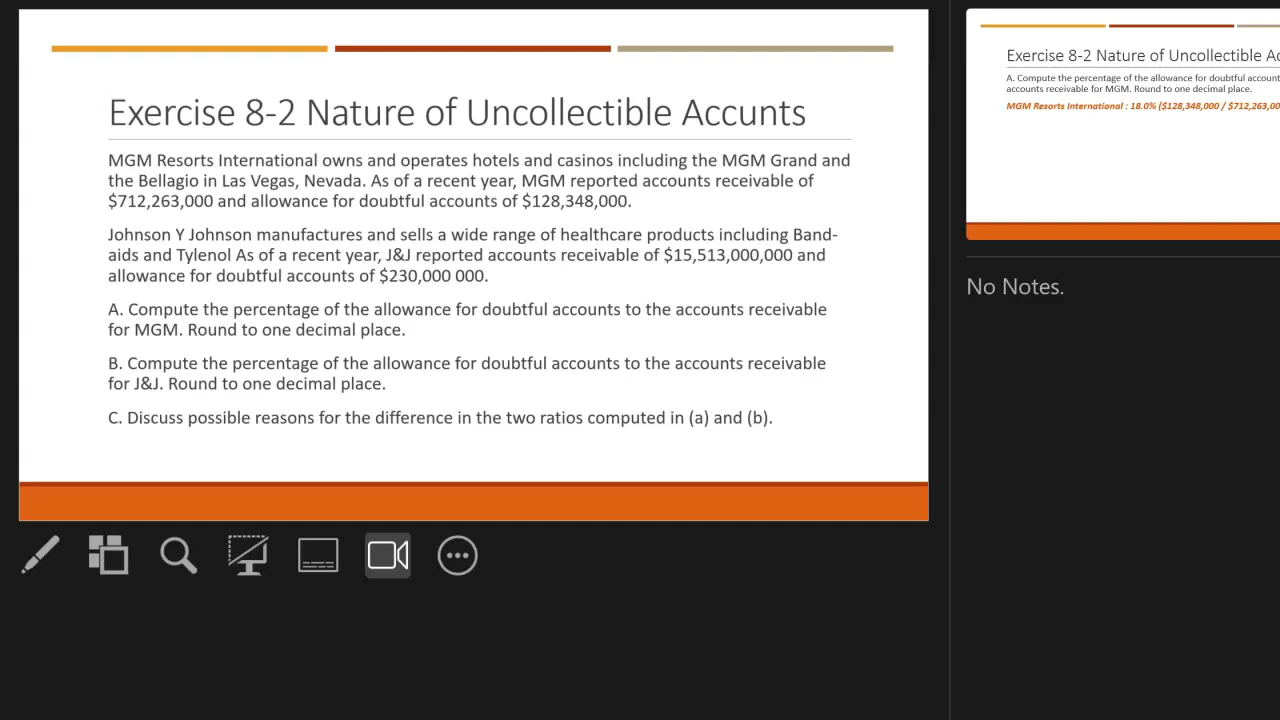 Exercise 8-2 Nature of Uncollectible Accunts
MGM Resorts International owns and operates hotels and casinos including the MGM Grand and
the Bellagio in Las Vegas, Nevada. As of a recent year, MGM reported accounts receivable of
$712,263,000 and allowance for doubtful accounts of $128,348,000.
Johnson Y Johnson manufactures and sells a wide range of healthcare products including Band-
aids and Tylenol As of a recent year, J&J reported accounts receivable of $15,513,000,000 and
allowance for doubtful accounts of $230,000 000.
A. Compute the percentage of the allowance for doubtful accounts to the accounts receivable
for MGM. Round to one decimal place.
B. Compute the percentage of the allowance for doubtful accounts to the accounts receivable
for J&J. Round to one decimal place.
C. Discuss possible reasons for the difference in the two ratios computed in (a) and (b).
Exercise 8-2 Nature of Uncollectible Ac
A. Compute the percentage of the allowance for doubtful account
accounts receivable for MGM. Round to one decimal place.
MGM Resorts International : 18.0% ($128,348,000 / $712,263,00
No Notes.